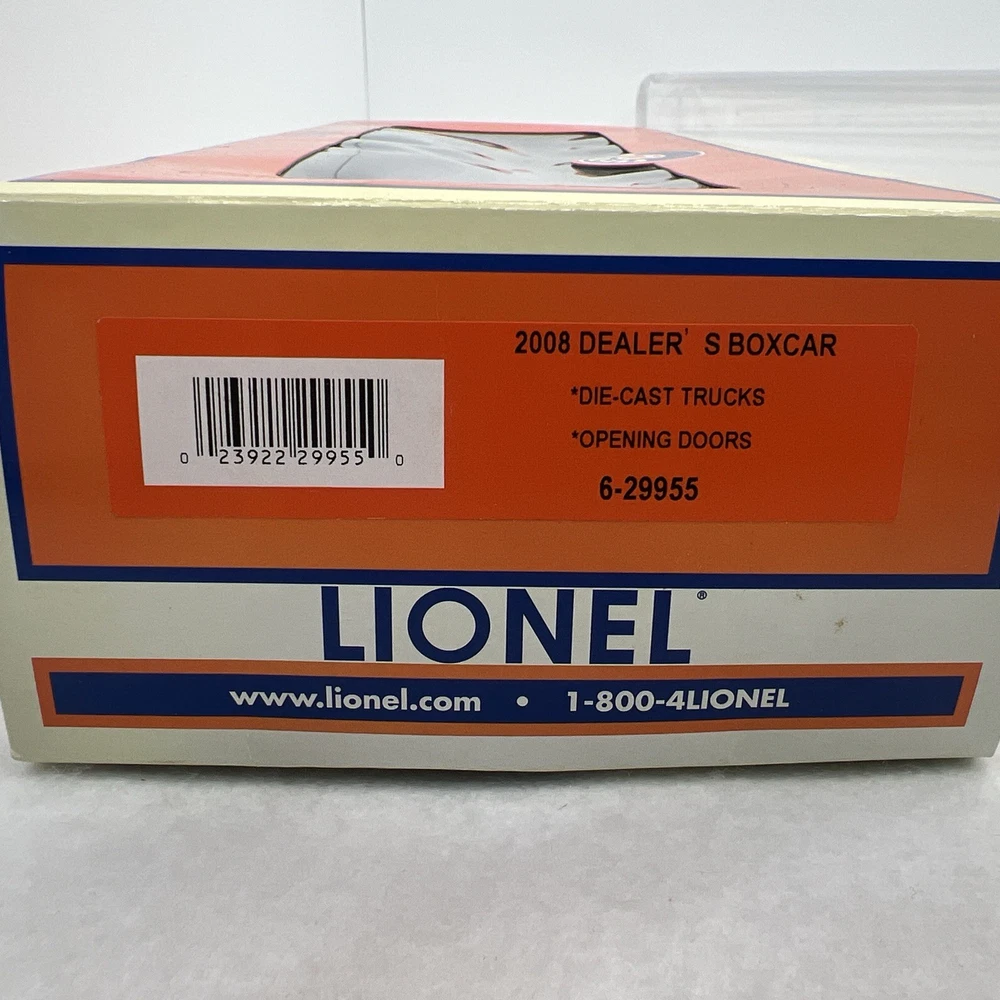 2008 DEALER' S BOXCAR
*DIE-CAST TRUCKS
*OPENING DOORS
6-29955
0 23922 29955 0
LIONEL®
www.lionel.com • 1-800-4LIONEL